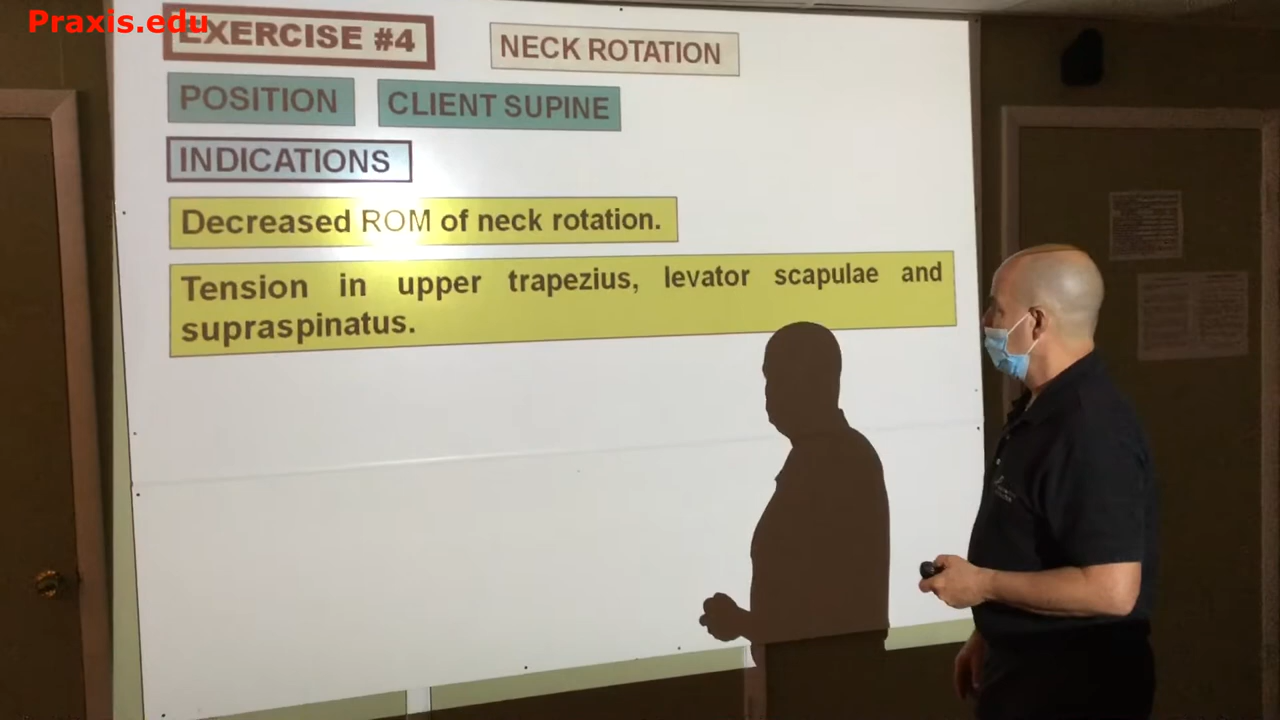 Praxis.edu
EXERCISE #4
NECK ROTATION
POSITION
CLIENT SUPINE
INDICATIONS
Decreased ROM of neck rotation.
Tension in upper trapezius, levator scapulae and
supraspinatus.